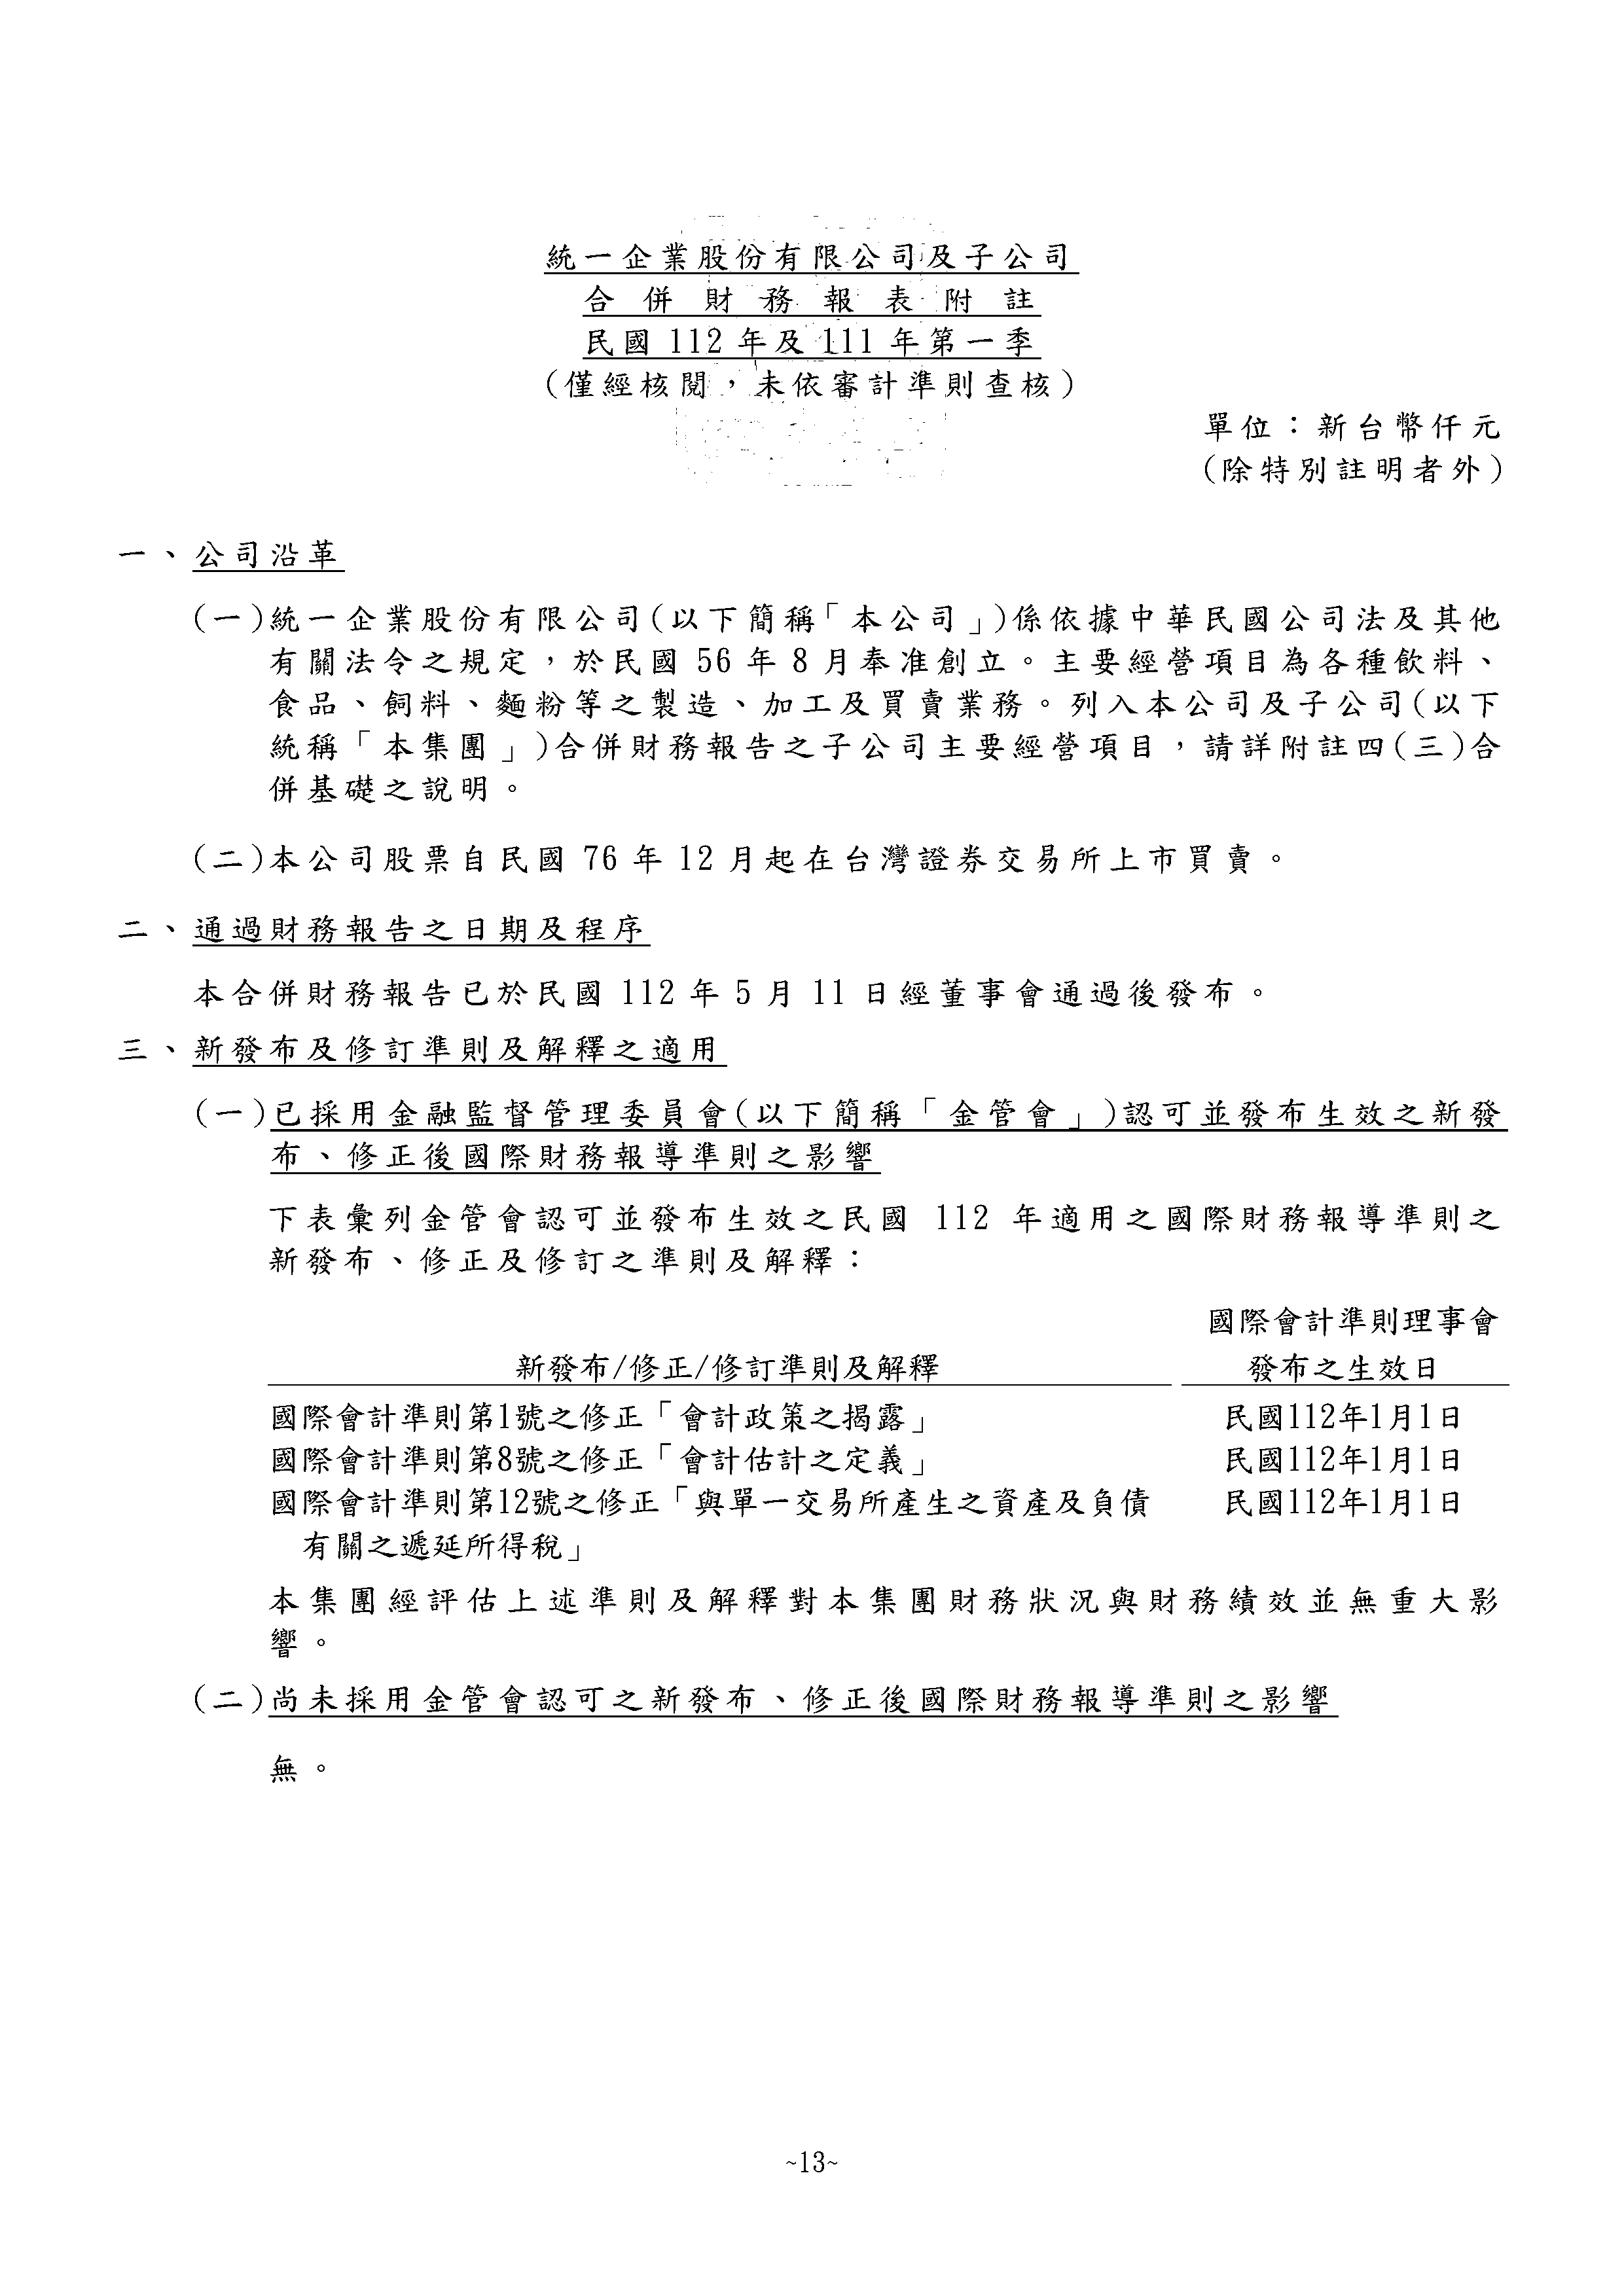 統一企業股份有限公司及子公司
合併財務報表附註
民國 112 年及 111 年第一季
(僅經核閱，未依審計準則查核)
單位：新台幣仟元
(除特別註明者外)
一、公司沿革
(一)統一企業股份有限公司(以下簡稱「本公司」)係依據中華民國公司法及其他
有關法令之規定，於民國 56 年 8 月奉准創立。主要經營項目為各種飲料、
食品、飼料、麵粉等之製造、加工及買賣業務。列入本公司及子公司(以下
統稱「本集團」)合併財務報告之子公司主要經營項目，請詳附註四(三)合
併基礎之說明。
(二)本公司股票自民國 76 年 12 月起在台灣證券交易所上市買賣。
二、通過財務報告之日期及程序
本合併財務報告已於民國 112 年 5 月 11 日經董事會通過後發布。
三、新發布及修訂準則及解釋之適用
(一)已採用金融監督管理委員會(以下簡稱「金管會」)認可並發布生效之新發
布、修正後國際財務報導準則之影響
下表彙列金管會認可並發布生效之民國 112 年適用之國際財務報導準則之
新發布、修正及修訂之準則及解釋：
國際會計準則理事會
新發布/修正/修訂準則及解釋 發布之生效日
國際會計準則第1號之修正「會計政策之揭露」 民國112年1月1日
國際會計準則第8號之修正「會計估計之定義」 民國112年1月1日
國際會計準則第12號之修正「與單一交易所產生之資產及負債 民國112年1月1日
有關之遞延所得稅」
本集團經評估上述準則及解釋對本集團財務狀況與財務績效並無重大影
響。
(二)尚未採用金管會認可之新發布、修正後國際財務報導準則之影響
無。
~13~